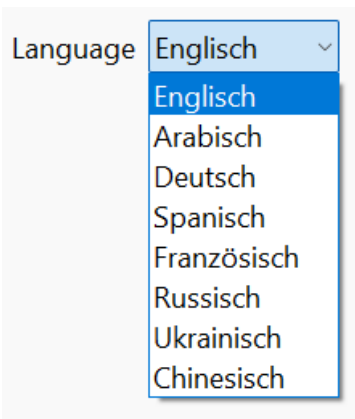 Language Englisch
Englisch
Arabisch
Deutsch
Spanisch
Französisch
Russisch
Ukrainisch
Chinesisch